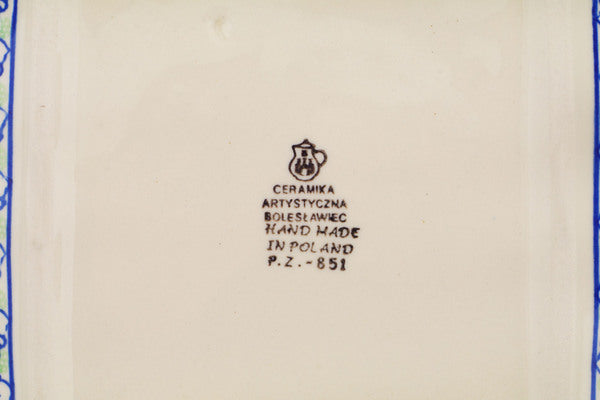 CERAMIKA
ARTYSTYCZNA
BOLESŁAWIEC
HAND MADE
IN POLAND
P.Z.-851